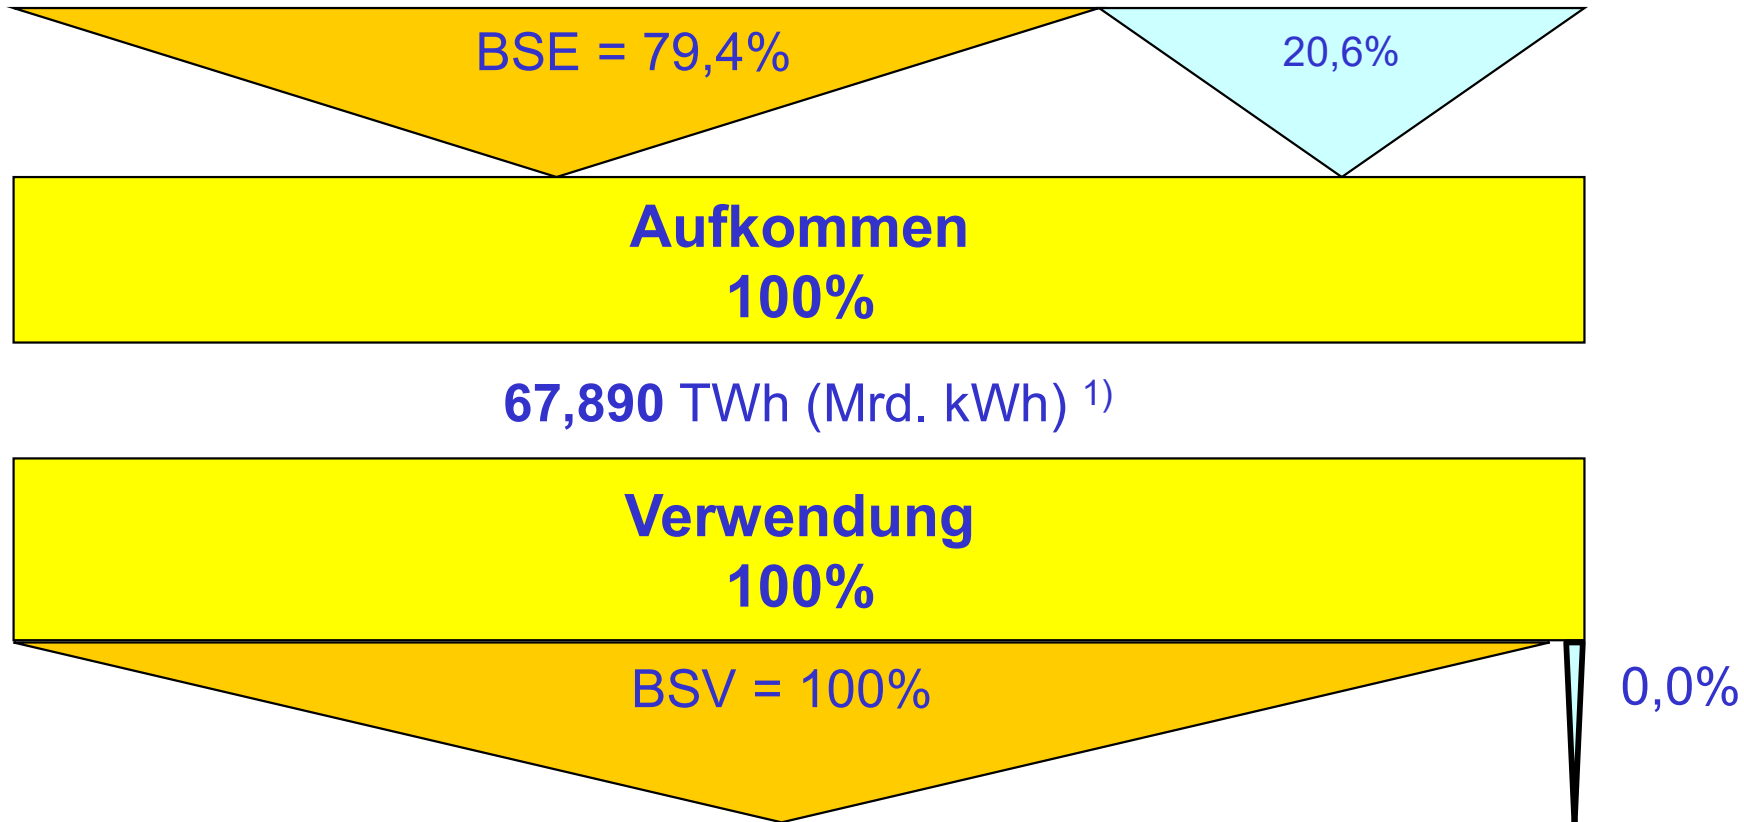 BSE = 79,4%
20,6%
Aufkommen
100%
67,890 TWh (Mrd. kWh) 1)
Verwendung
100%
BSV = 100%
0,0%